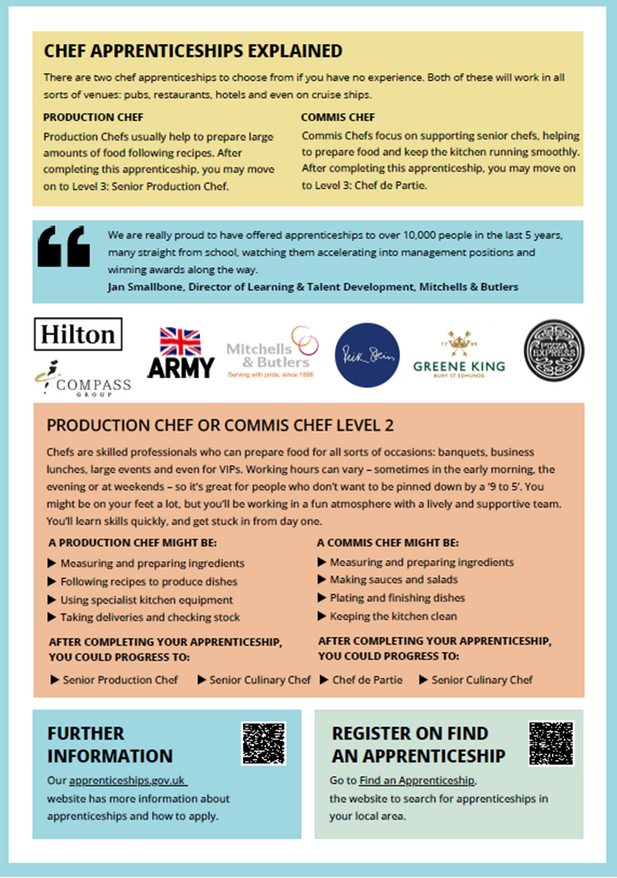 CHEF APPRENTICESHIPS EXPLAINED
There are two chef apprenticeships to choose from if you have no experience. Both of these will work in all
sorts of venues: pubs, restaurants, hotels and even on cruise ships.
PRODUCTION CHEF
Production Chefs usually help to prepare large
amounts of food following recipes. After
completing this apprenticeship, you may move
on to Level 3: Senior Production Chef.
COMMIS CHEF
Commis Chefs focus on supporting senior chefs, helping
to prepare food and keep the kitchen running smoothly.
After completing this apprenticeship, you may move on
to Level 3: Chef de Partie.
We are really proud to have offered apprenticeships to over 10,000 people in the last 5 years,
many straight from school, watching them accelerating into management positions and
winning awards along the way.
Jan Smallbone, Director of Learning & Talent Development, Mitchells & Butlers
Hilton
COMPASS
GROUP
ARMY
Mitchells
& Butlers
Serving with pride, since 1898
Rick Stein
GREENE KING
BURY ST EDMUNDS
PIZZA
EXPRESS
PRODUCTION CHEF OR COMMIS CHEF LEVEL 2
Chefs are skilled professionals who can prepare food for all sorts of occasions: banquets, business
lunches, large events and even for VIPs. Working hours can vary – sometimes in the early morning, the
evening or at weekends – so it's great for people who don't want to be pinned down by a '9 to 5'. You
might be on your feet a lot, but you'll be working in a fun atmosphere with a lively and supportive team.
You'll learn skills quickly, and get stuck in from day one.
A PRODUCTION CHEF MIGHT BE:
▶ Measuring and preparing ingredients
▶ Following recipes to produce dishes
▶ Using specialist kitchen equipment
▶ Taking deliveries and checking stock
AFTER COMPLETING YOUR APPRENTICESHIP,
YOU COULD PROGRESS TO:
▶ Senior Production Chef ▶ Senior Culinary Chef
A COMMIS CHEF MIGHT BE:
▶ Measuring and preparing ingredients
▶ Making sauces and salads
▶ Plating and finishing dishes
▶ Keeping the kitchen clean
AFTER COMPLETING YOUR APPRENTICESHIP,
YOU COULD PROGRESS TO:
▶ Chef de Partie ▶ Senior Culinary Chef
FURTHER
INFORMATION
Our apprenticeships.gov.uk
website has more information about
apprenticeships and how to apply.
REGISTER ON FIND
AN APPRENTICESHIP
Go to Find an Apprenticeship,
the website to search for apprenticeships in
your local area.